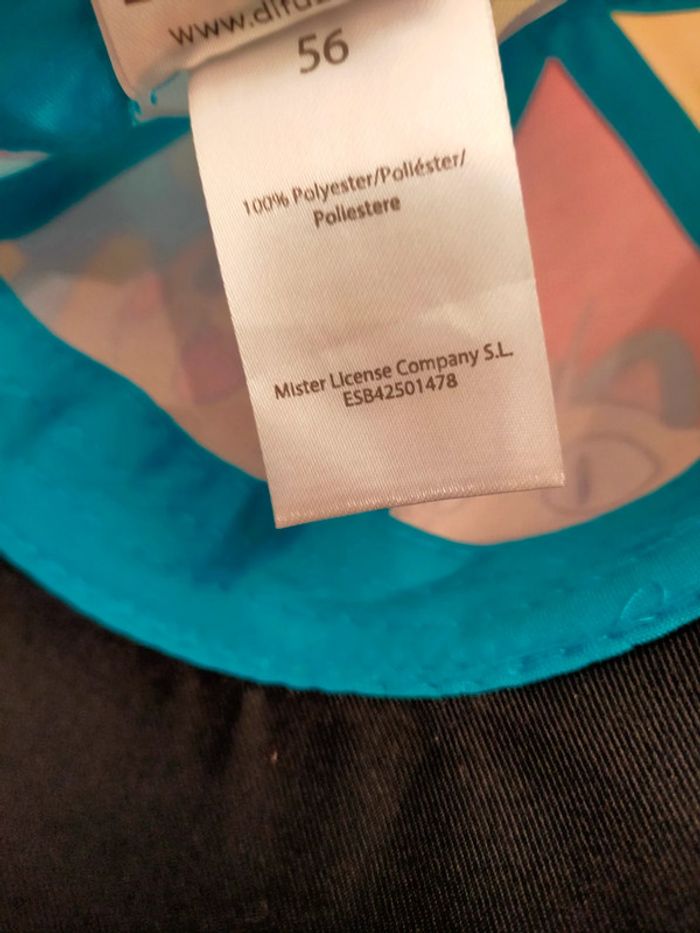 56
100% Polyester/Poliéster/
Poliestere
Mister License Company S.L.
ESB42501478